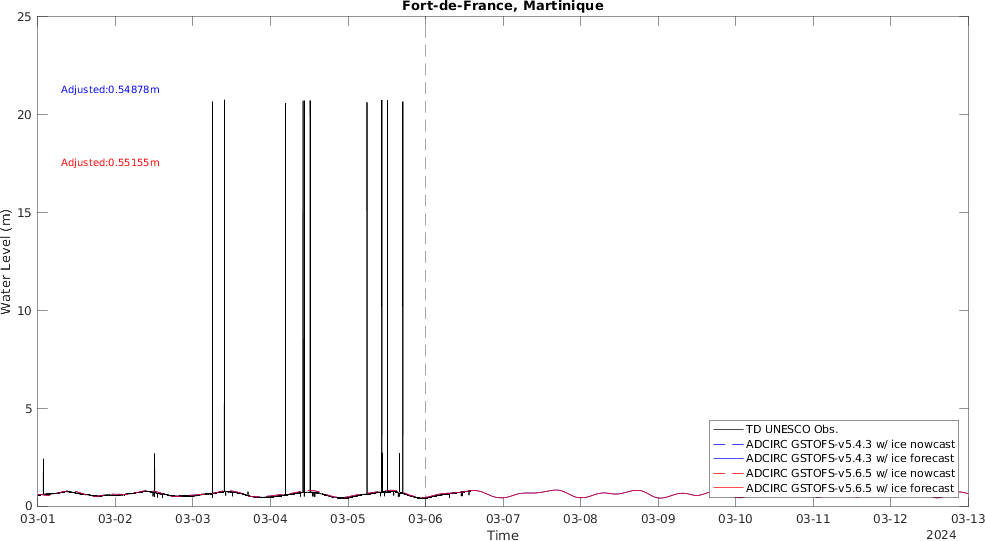 Fort-de-France, Martinique
25
20
15
10
5
0
Water Level (m)
Adjusted:0.54878m
Adjusted:0.55155m
TD UNESCO Obs.
ADCIRC GSTOFS-v5.4.3 w/ ice nowcast
ADCIRC GSTOFS-v5.4.3 w/ ice forecast
ADCIRC GSTOFS-v5.6.5 w/ ice nowcast
ADCIRC GSTOFS-v5.6.5 w/ ice forecast
03-01 03-02 03-03 03-04 03-05 03-06 03-07 03-08 03-09 03-10 03-11 03-12 03-13
Time
2024